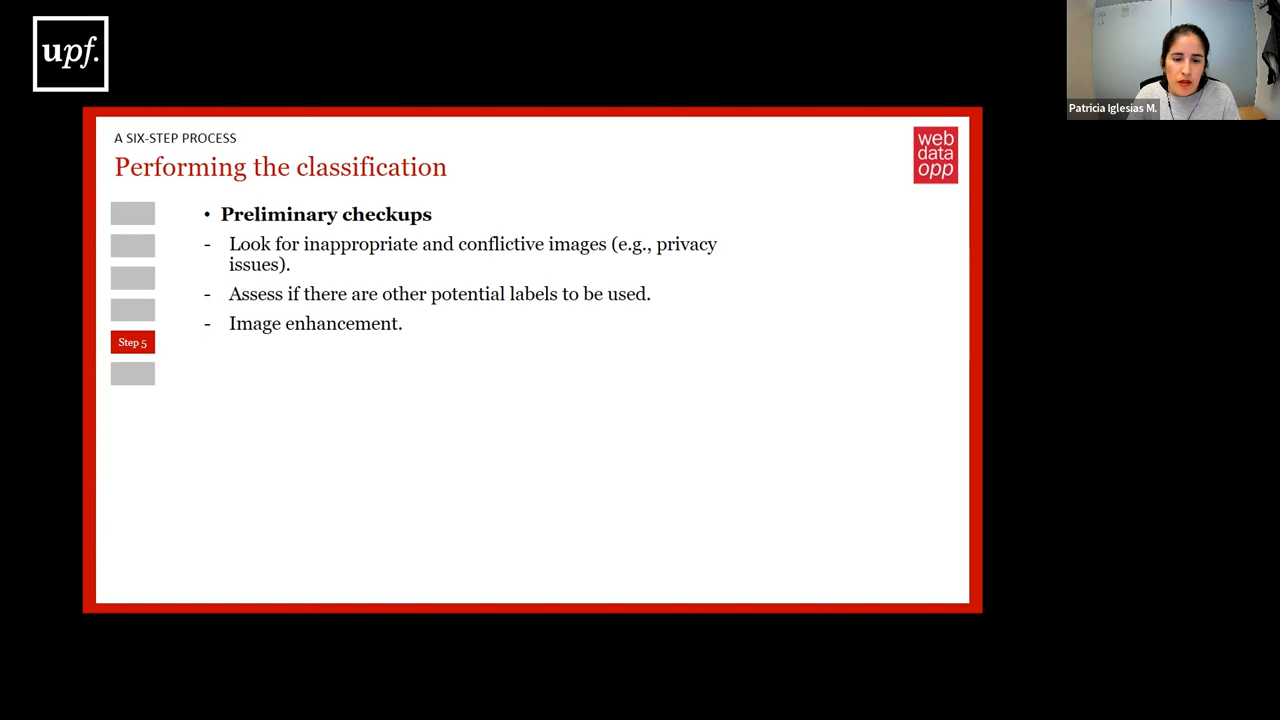 upf.
Patricia Iglesias M.
A SIX-STEP PROCESS
Performing the classification
web
data
opp
• Preliminary checkups
- Look for inappropriate and conflictive images (e.g., privacy
issues).
- Assess if there are other potential labels to be used.
- Image enhancement.
Step 5